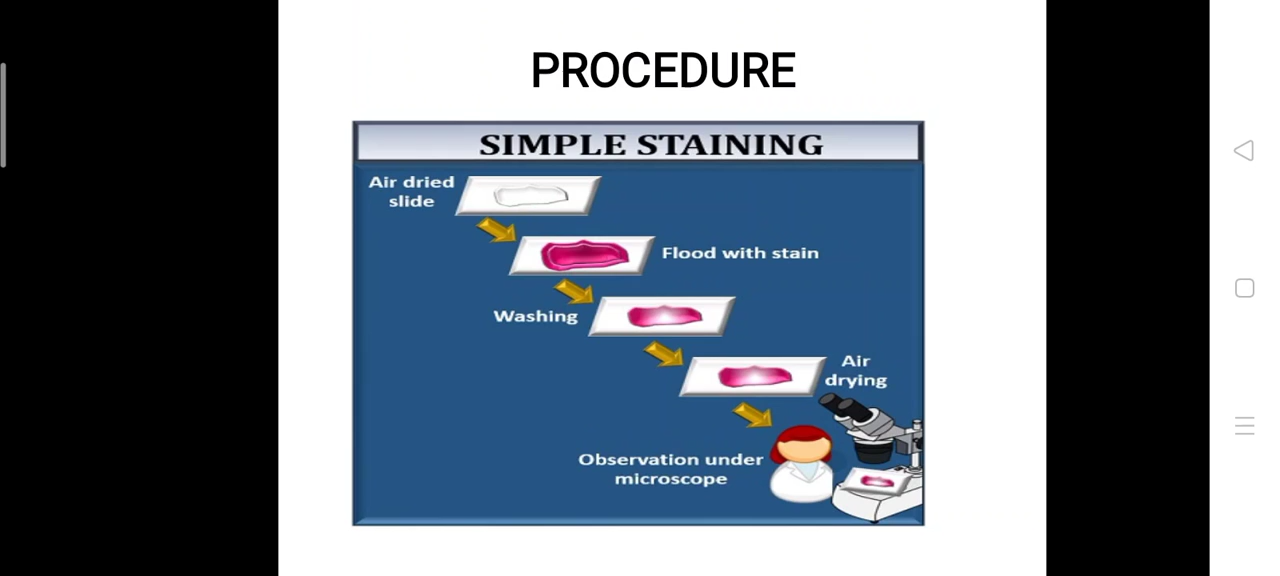 PROCEDURE
SIMPLE STAINING
Air dried
slide
Flood with stain
Washing
Air
drying
Observation under
microscope